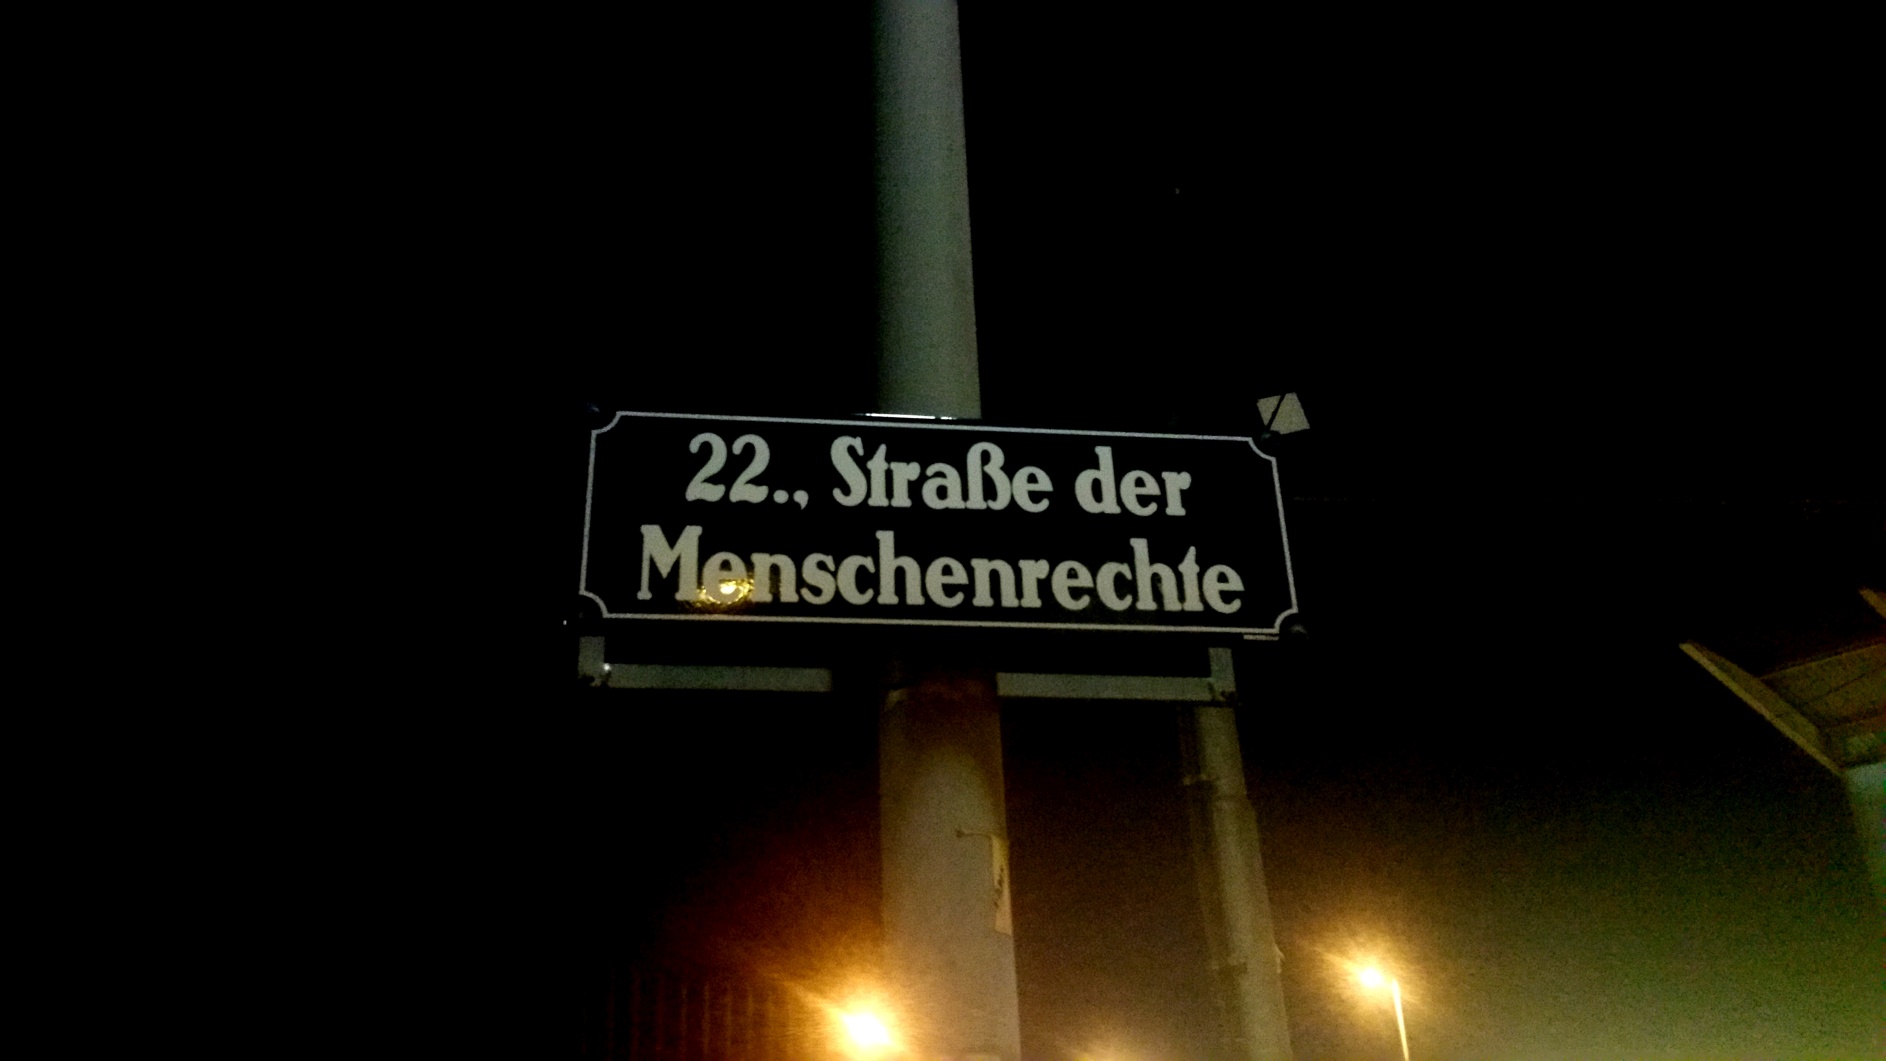 22., Straße der
Menschenrechte